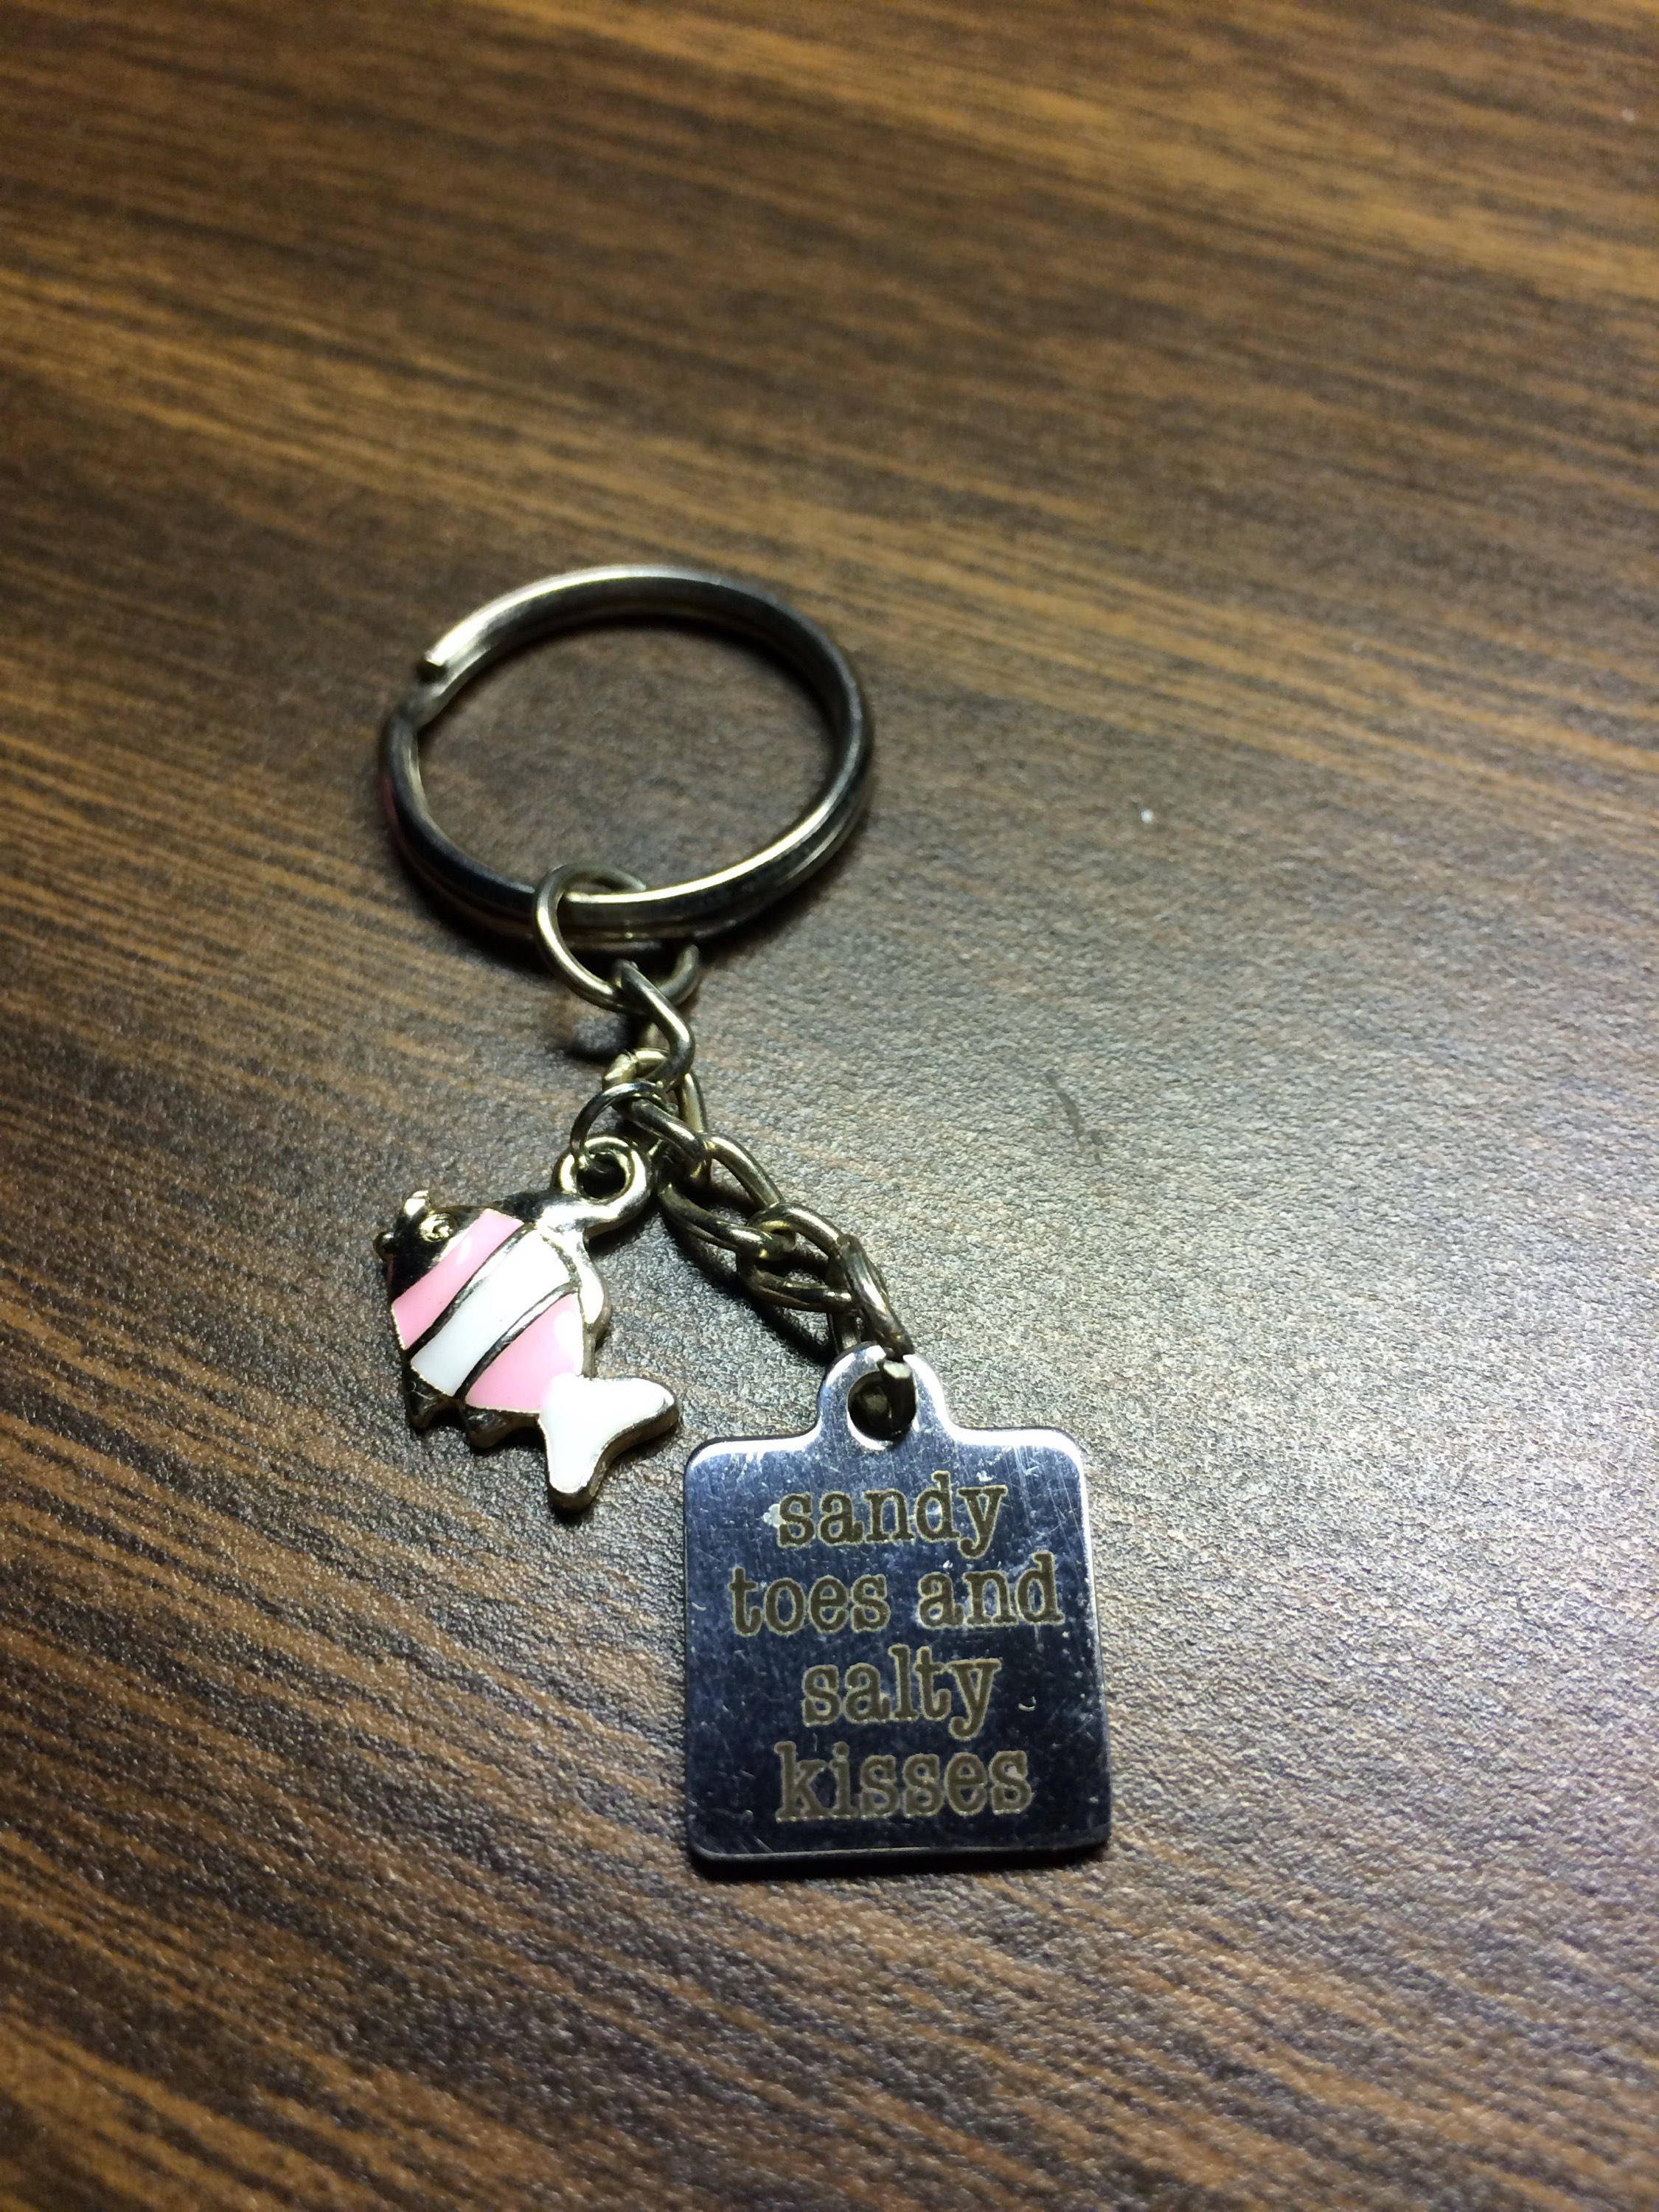 sandy
toes and
salty
kisses